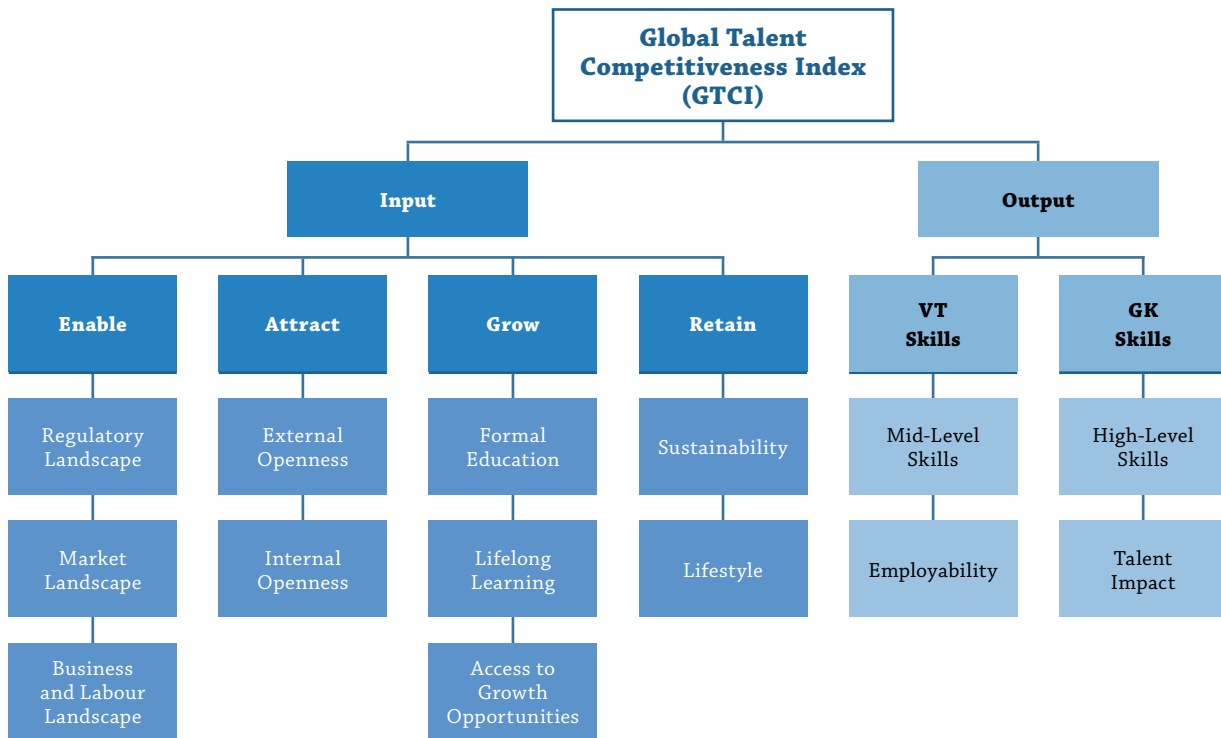 Global Talent
Competitiveness Index
(GTCI)
Input
Output
Enable
Attract
Grow
Retain
VT
Skills
GK
Skills
Regulatory
Landscape
External
Openness
Formal
Education
Sustainability
Mid-Level
Skills
High-Level
Skills
Market
Landscape
Internal
Openness
Lifelong
Learning
Lifestyle
Employability
Talent
Impact
Business
and Labour
Landscape
Access to
Growth
Opportunities